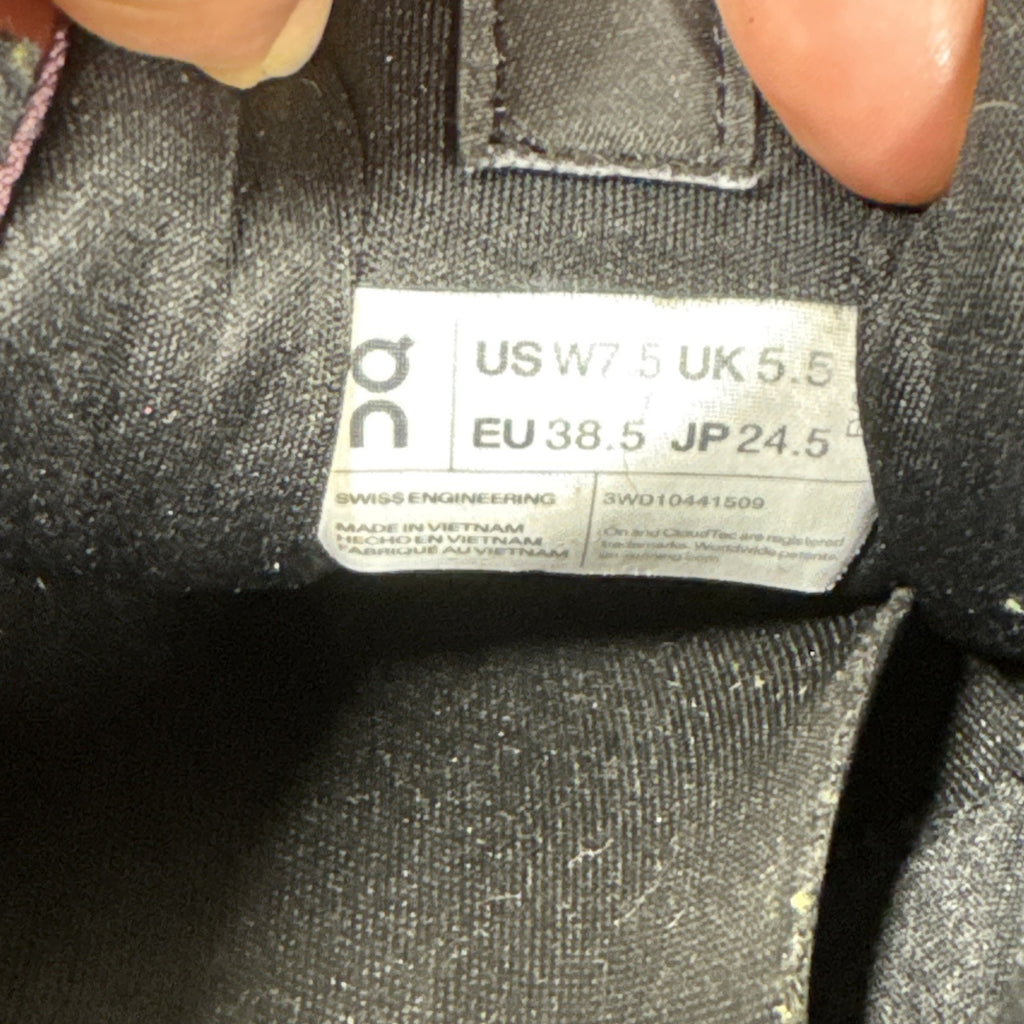 On
US W7.5 UK 5.5
EU 38.5 JP 24.5
SWISS ENGINEERING
MADE IN VIETNAM
HECHO EN VIETNAM
FABRIQUÉ AU VIETNAM
3WD10441509
On and CloudTec are registered
trademarks. Worldwide patents